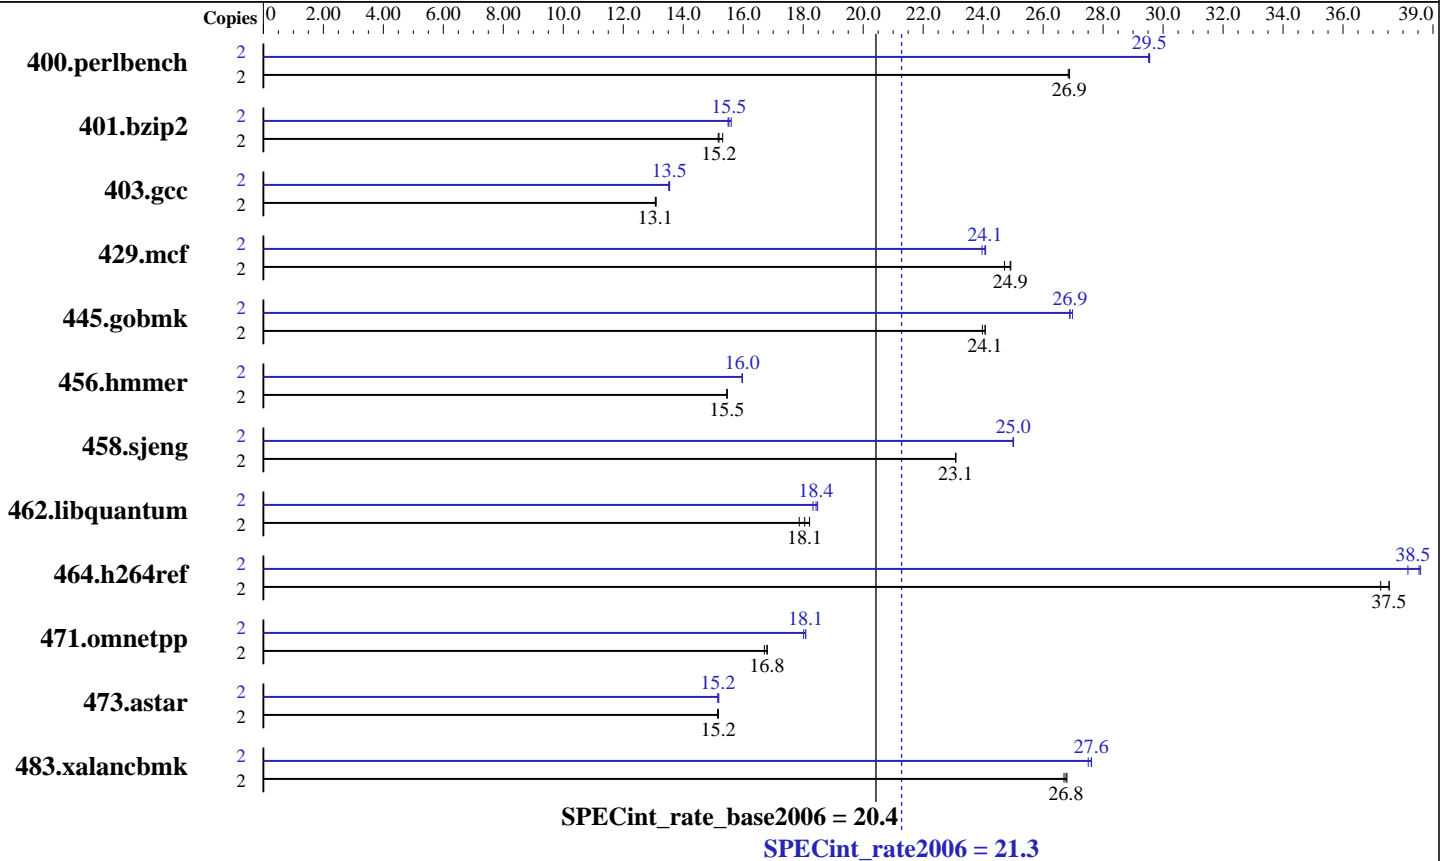 Copies 0 2.00 4.00 6.00 8.00 10.0 12.0 14.0 16.0 18.0 20.0 22.0 24.0 26.0 28.0 30.0 32.0 34.0 36.0 39.0
400.perlbench 2 29.5
2 26.9
401.bzip2 2 15.5
2 15.2
403.gcc 2 13.5
2 13.1
429.mcf 2 24.1
2 24.9
445.gobmk 2 26.9
2 24.1
456.hmmer 2 16.0
2 15.5
458.sjeng 2 25.0
2 23.1
462.libquantum 2 18.4
2 18.1
464.h264ref 2 38.5
2 37.5
471.omnetpp 2 18.1
2 16.8
473.astar 2 15.2
2 15.2
483.xalancbmk 2 27.6
2 26.8
SPECint_rate_base2006 = 20.4
SPECint_rate2006 = 21.3